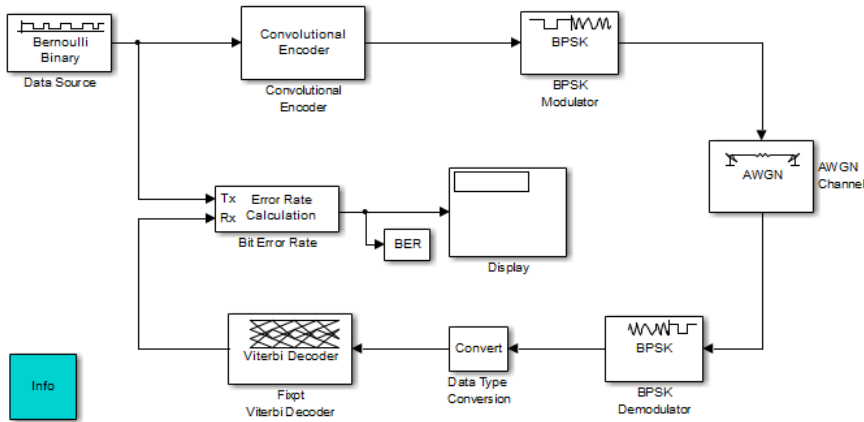 Bernoulli
Binary
Data Source
Convolutional
Encoder
Convolutional
Encoder
BPSK
BPSK
Modulator
AWGN
AWGN
Channel
Tx
Rx
Error Rate
Calculation
Bit Error Rate
BER
Display
Info
Viterbi Decoder
Fixpt
Viterbi Decoder
Convert
Data Type
Conversion
BPSK
BPSK
Demodulator